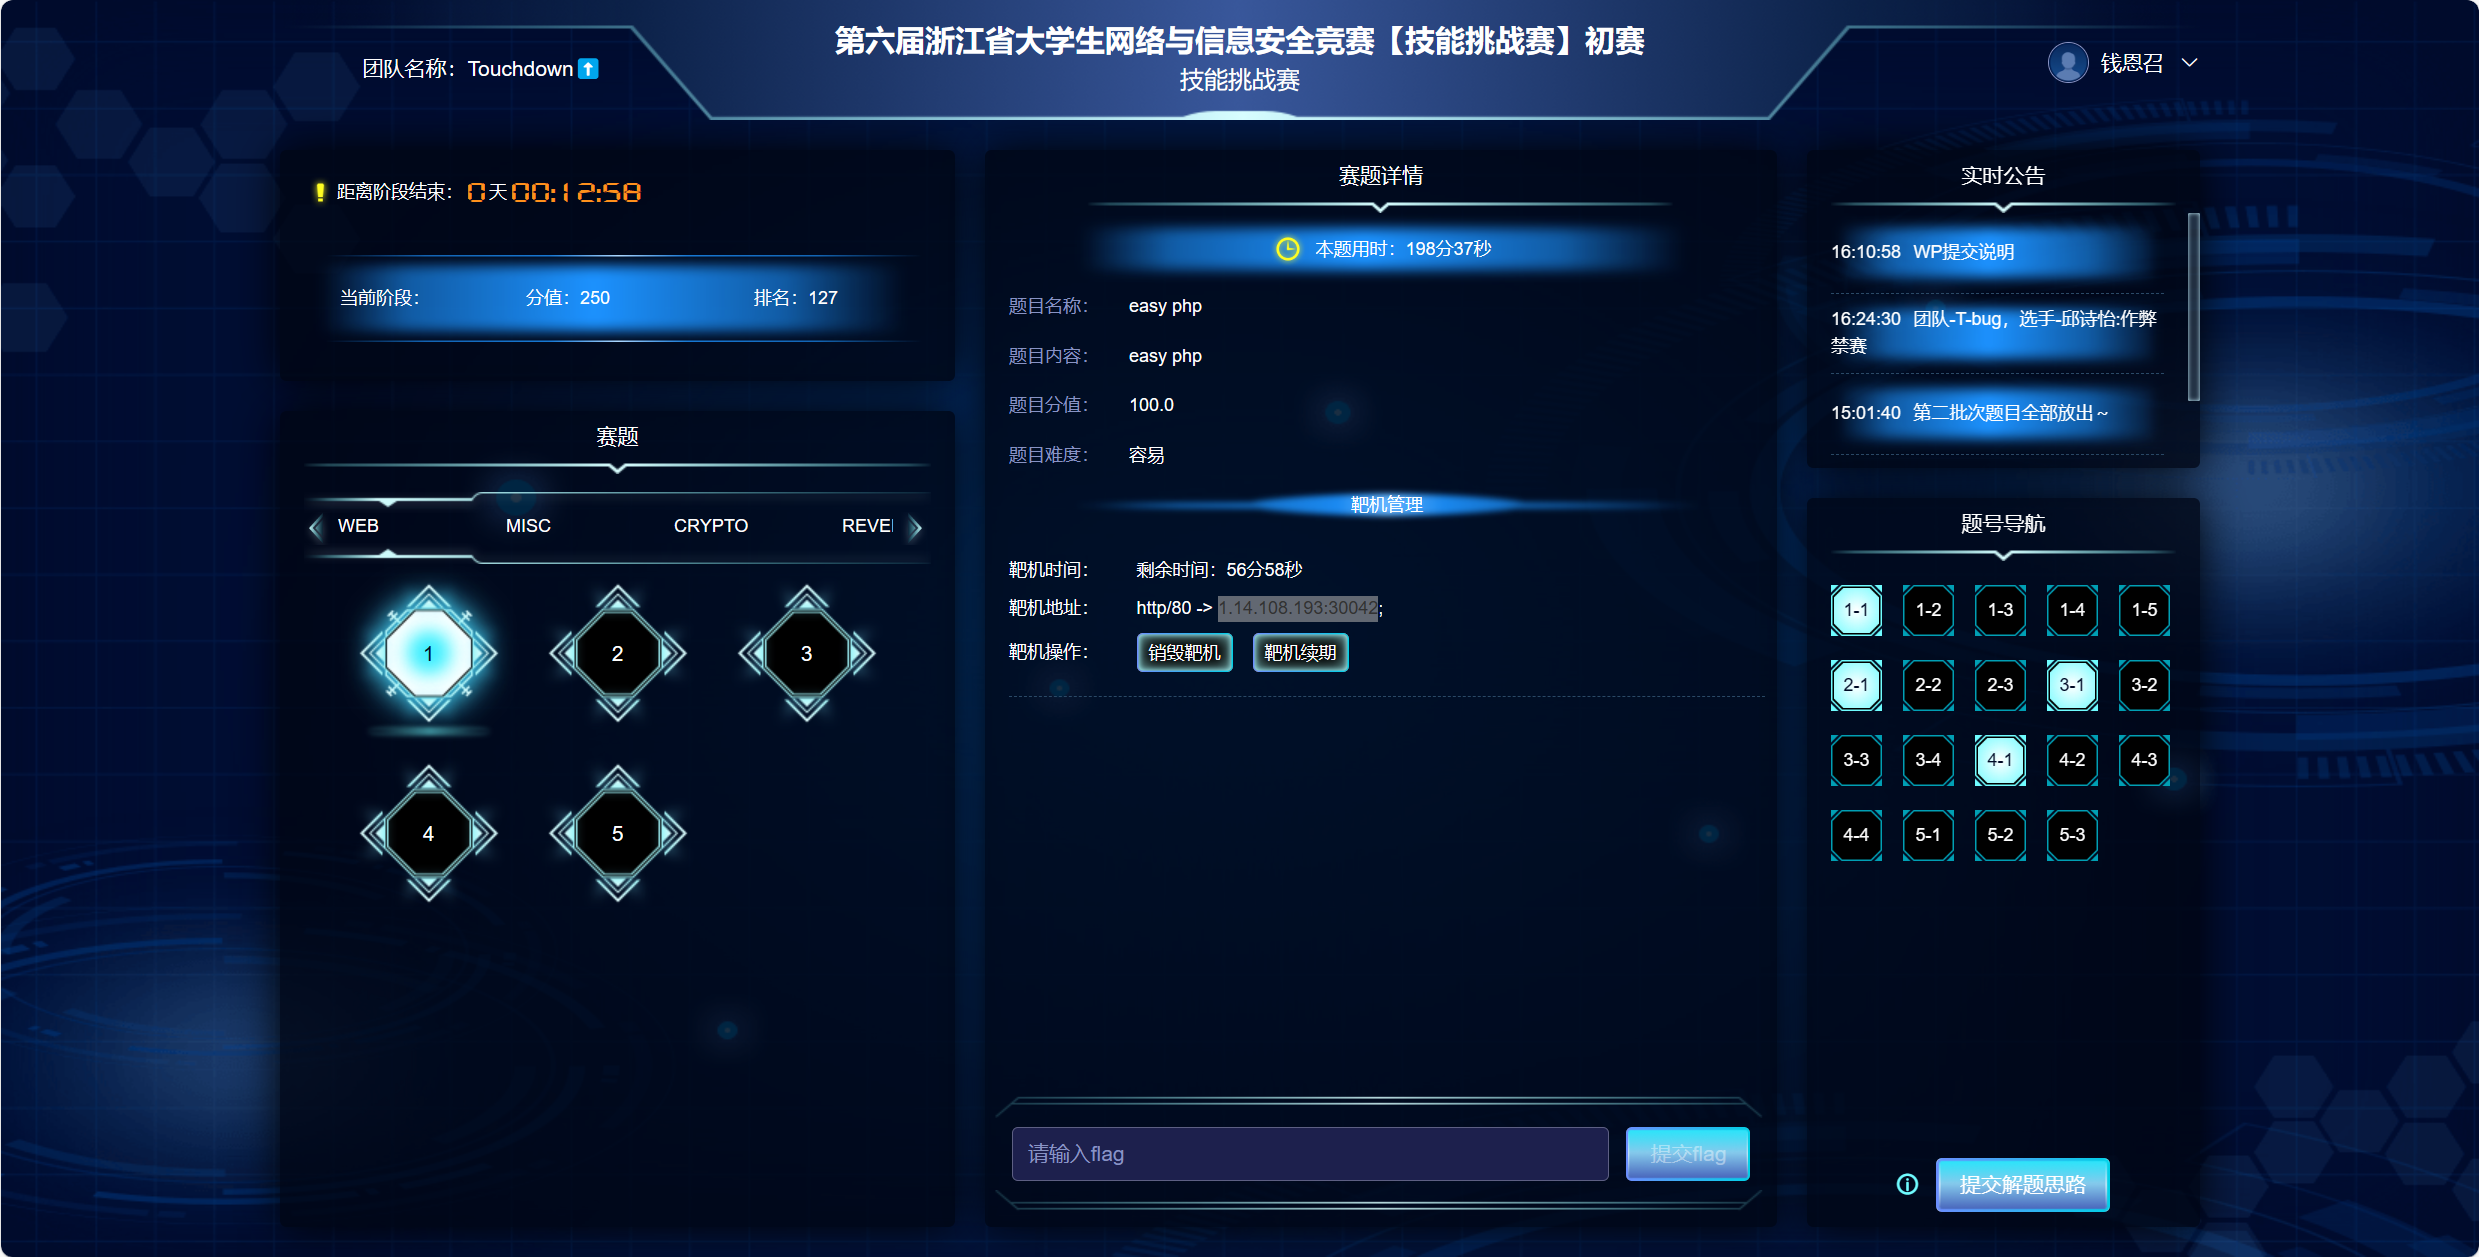 第六届浙江省大学生网络与信息安全竞赛【技能挑战赛】初赛
技能挑战赛
团队名称：Touchdown
钱恩召
距离阶段结束：0天00:12:58
当前阶段： 分值：250 排名：127
赛题
WEB MISC CRYPTO REVE
1 2 3
4 5
赛题详情
本题用时：198分37秒
题目名称： easy php
题目内容： easy php
题目分值： 100.0
题目难度： 容易
靶机管理
靶机时间： 剩余时间：56分58秒
靶机地址： http/80 -> 1.14.108.193:30042;
靶机操作： 销毁靶机 靶机续期
请输入flag 提交flag
实时公告
16:10:58 WP提交说明
16:24:30 团队-T-bug，选手-邱诗怡:作弊
禁赛
15:01:40 第二批次题目全部放出～
题号导航
1-1 1-2 1-3 1-4 1-5
2-1 2-2 2-3 3-1 3-2
3-3 3-4 4-1 4-2 4-3
4-4 5-1 5-2 5-3
提交解题思路